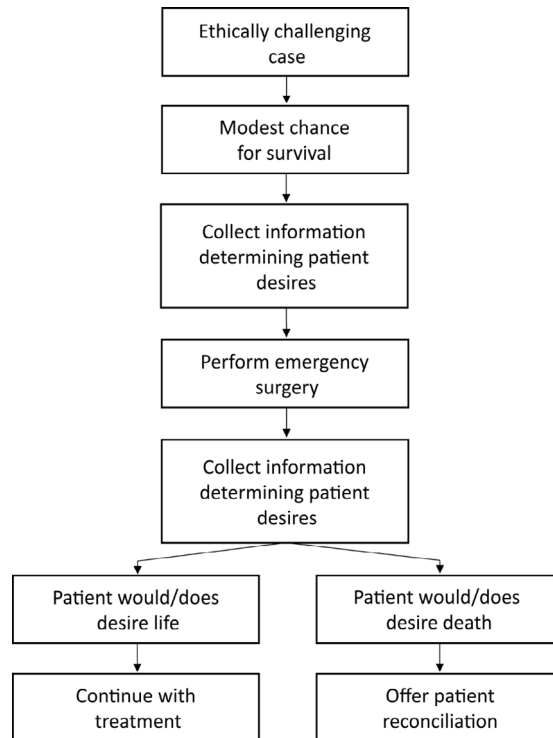 Ethically challenging
case
Modest chance
for survival
Collect information
determining patient
desires
Perform emergency
surgery
Collect information
determining patient
desires
Patient would/does
desire life
Patient would/does
desire death
Continue with
treatment
Offer patient
reconciliation